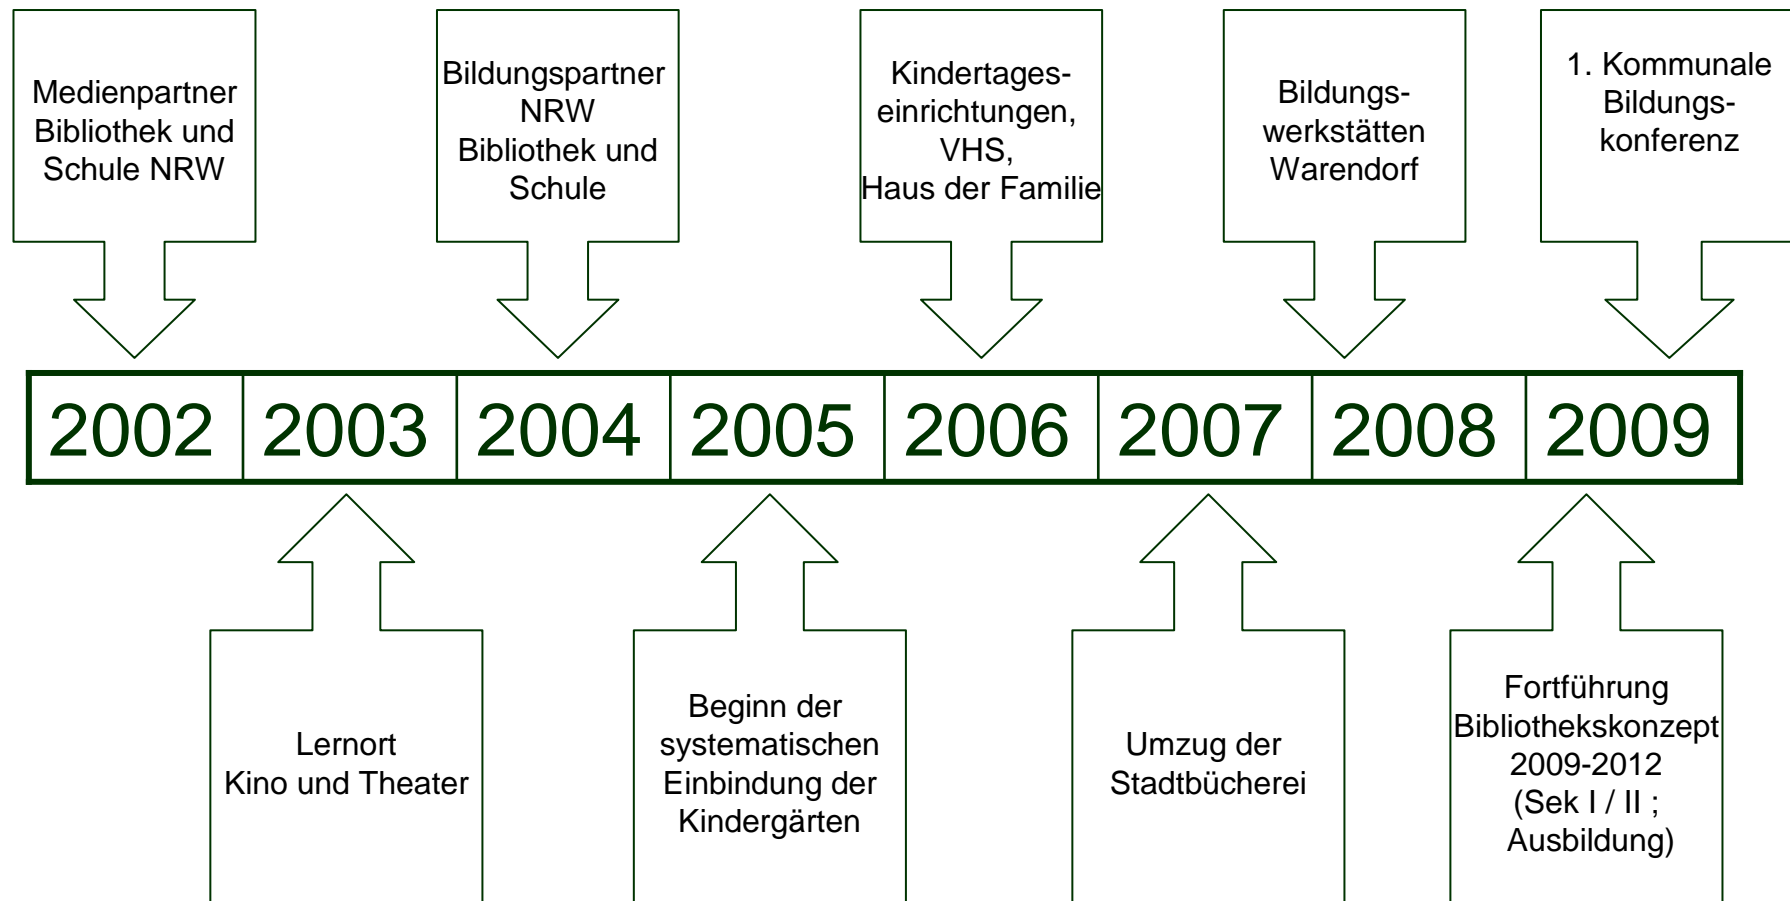 Medienpartner
Bibliothek und
Schule NRW
Bildungspartner
NRW
Bibliothek und
Schule
Kindertages-
einrichtungen,
VHS,
Haus der Familie
Bildungs-
werkstätten
Warendorf
1. Kommunale
Bildungs-
konferenz
2002 2003 2004 2005 2006 2007 2008 2009
Lernort
Kino und Theater
Beginn der
systematischen
Einbindung der
Kindergärten
Umzug der
Stadtbücherei
Fortführung
Bibliothekskonzept
2009-2012
(Sek I / II ;
Ausbildung)